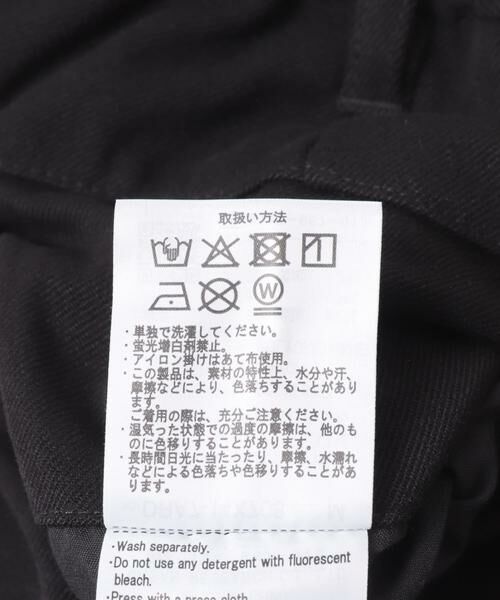 取扱い方法
W
・単独で洗濯してください。
・蛍光増白剤禁止。
・アイロン掛けはあて布使用。
・この製品は、素材の特性上、水分や汗、
摩擦などにより、色落ちすることがあり
ます。
ご着用の際は、充分ご注意ください。
・湿気った状態での過度の摩擦は、他のも
のに色移りすることがあります。
・長時間日光に当たったり、摩擦、水濡れ
などによる色落ちや色移りすることがあ
ります。
・Wash separately.
・Do not use any detergent with fluorescent
bleach.
・Press with a press cloth.